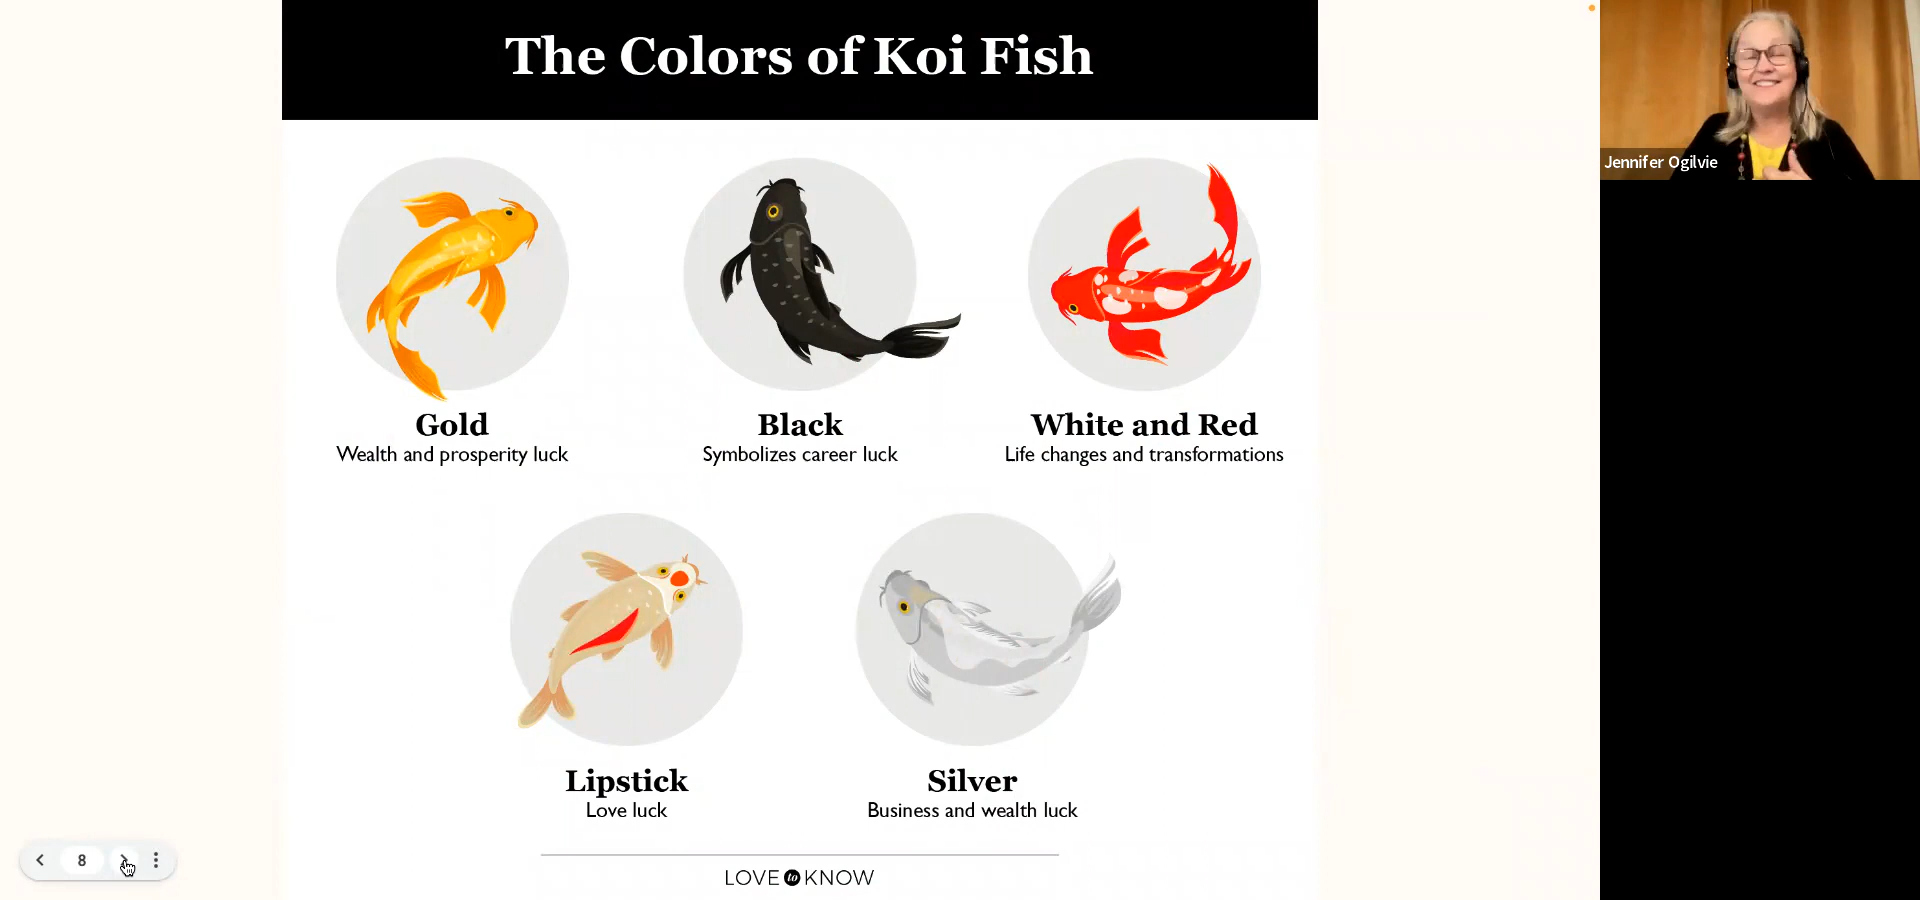 The Colors of Koi Fish
Jennifer Ogilvie
Gold
Wealth and prosperity luck
Black
Symbolizes career luck
White and Red
Life changes and transformations
Lipstick
Love luck
Silver
Business and wealth luck
8
LOVE to KNOW